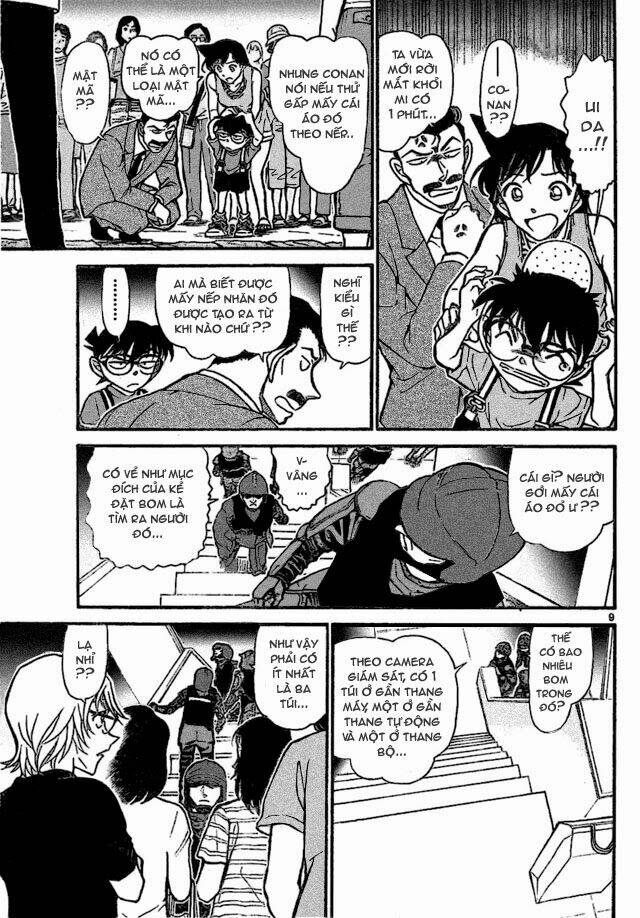 UI
DA
...!!
—
CO-
NAN??
TA VỪA
MỚI RỜI
MẮT KHỎI
MI CÓ
1 PHÚT...
NHƯNG CONAN
NÓI NẾU THỬ
GẤP MẤY CÁI
ÁO ĐÓ
THEO NẾP...
NÓ CÓ
THỂ LÀ MỘT
LOẠI MẬT
MÃ...
MẬT
MÃ
??
NGHĨ
KIỂU
GÌ
THẾ??
AI MÀ BIẾT ĐƯỢC
MẤY NẾP NHĂN ĐÓ
ĐƯỢC TẠO RA TỪ
KHI NÀO CHỨ??
......
CÁI GÌ? NGƯỜI
GỞI MẤY CÁI
ÁO ĐỎ Ư??
V-
VÂNG
...
CÓ VẺ NHƯ MỤC
ĐÍCH CỦA KẺ
ĐẶT BOM LÀ
TÌM RA NGƯỜI
ĐÓ...
9
THẾ
CÓ BAO
NHIÊU
BOM
TRONG
ĐÓ?
THEO CAMERA
GIÁM SÁT, CÓ 1
TÚI Ở GẦN THANG
MÁY, MỘT Ở GẦN
THANG TỰ ĐỘNG
VÀ MỘT Ở THANG
BỘ...
NHƯ VẬY
PHẢI CÓ
ÍT NHẤT
LÀ BA
TÚI...
LẠ
NHỈ
??